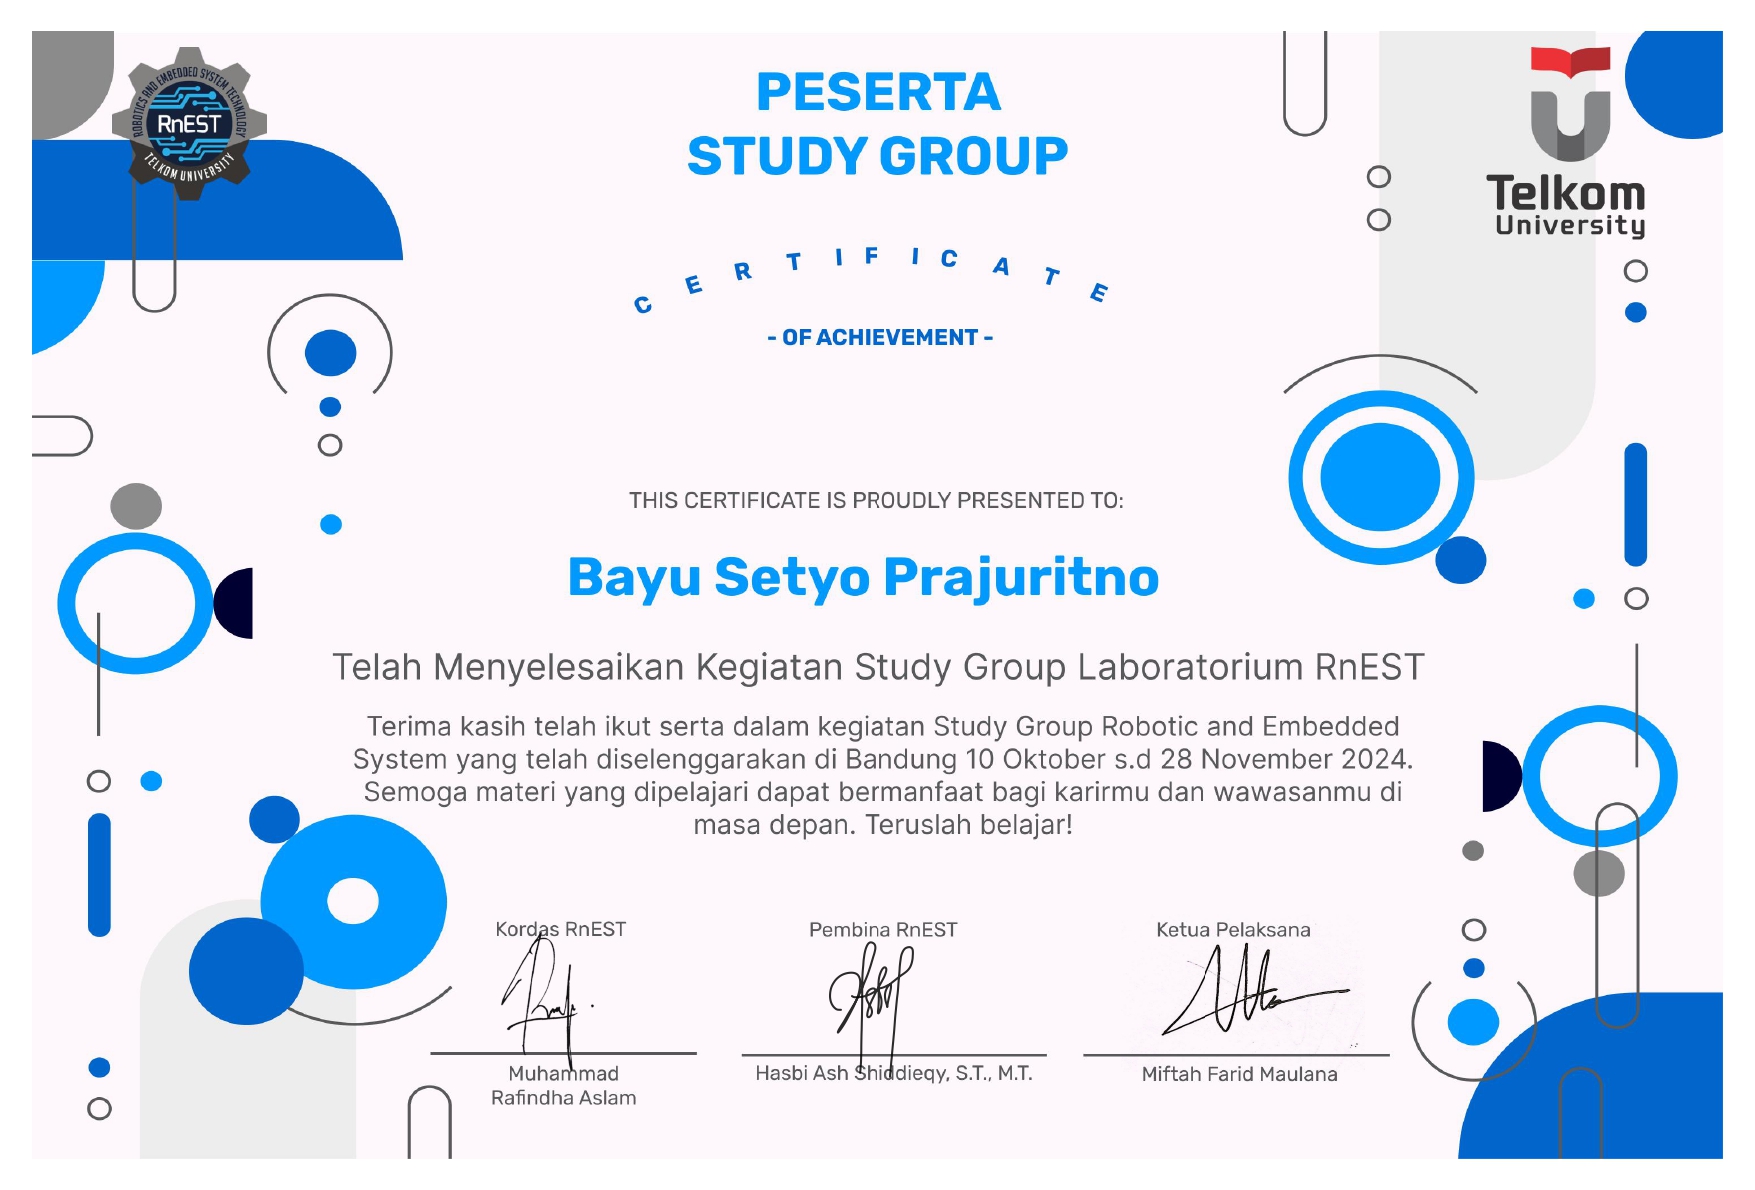 ROBOTICS AND EMBEDDED SYSTEM TECHNOLOGY
RnEST
TELKOM UNIVERSITY
PESERTA
STUDY GROUP
Telkom
University
CERTIFICATE
- OF ACHIEVEMENT -
THIS CERTIFICATE IS PROUDLY PRESENTED TO:
Bayu Setyo Prajuritno
Telah Menyelesaikan Kegiatan Study Group Laboratorium RnEST
Terima kasih telah ikut serta dalam kegiatan Study Group Robotic and Embedded
System yang telah diselenggarakan di Bandung 10 Oktober s.d 28 November 2024.
Semoga materi yang dipelajari dapat bermanfaat bagi karirmu dan wawasanmu di
masa depan. Teruslah belajar!
Kordas RnEST
Muhammad
Rafindha Aslam
Pembina RnEST
Hasbi Ash Shiddieqy, S.T., M.T.
Ketua Pelaksana
Miftah Farid Maulana